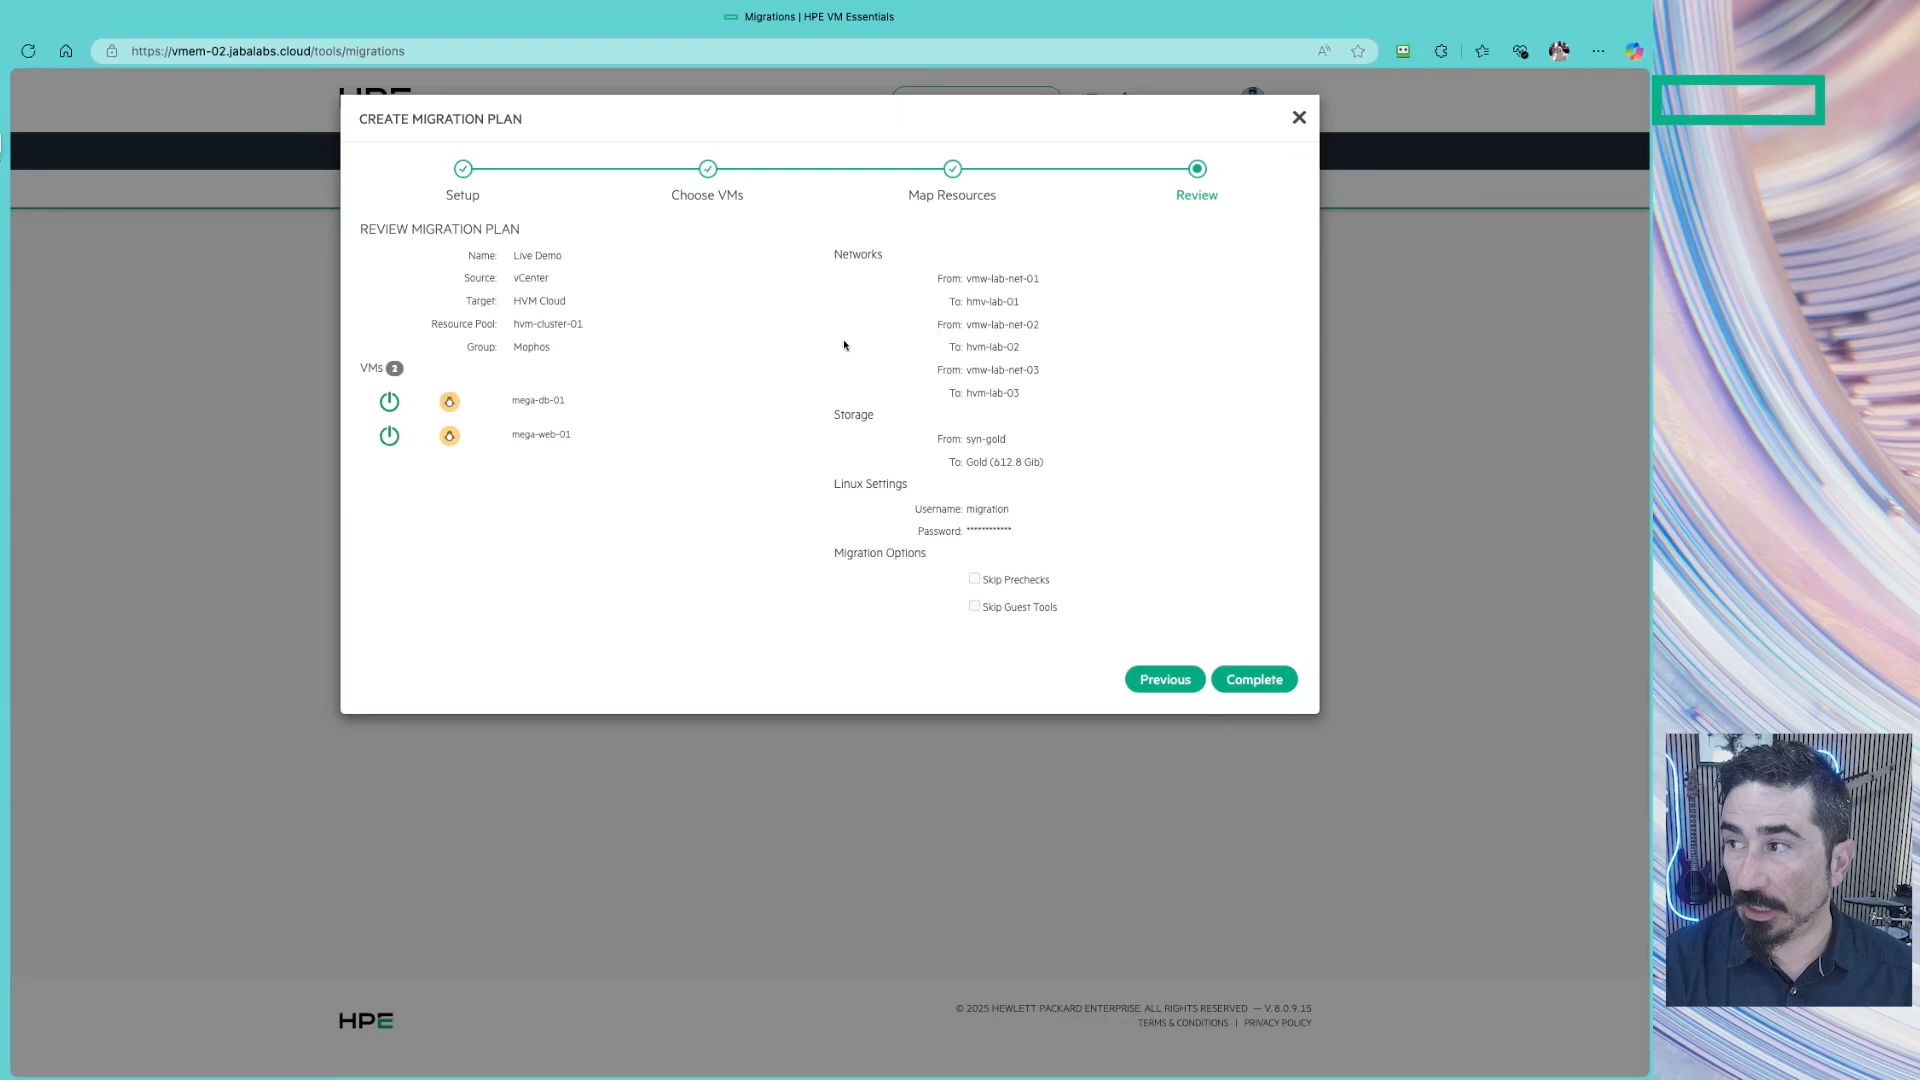 Migrations | HPE VM Essentials
https://vmem-02.jabalabs.cloud/tools/migrations
HPE
CREATE MIGRATION PLAN
Setup
Choose VMs
Map Resources
Review
REVIEW MIGRATION PLAN
Name: Live Demo
Source: vCenter
Target: HVM Cloud
Resource Pool: hvm-cluster-01
Group: Mophos
VMs 2
mega-db-01
mega-web-01
Networks
From: vmw-lab-net-01
To: hmv-lab-01
From: vmw-lab-net-02
To: hvm-lab-02
From: vmw-lab-net-03
To: hvm-lab-03
Storage
From: syn-gold
To: Gold (612.8 Gib)
Linux Settings
Username: migration
Password: ************
Migration Options
Skip Prechecks
Skip Guest Tools
Previous
Complete
HPE
© 2025 HEWLETT PACKARD ENTERPRISE. ALL RIGHTS RESERVED — V. 8.0.9.15
TERMS & CONDITIONS | PRIVACY POLICY